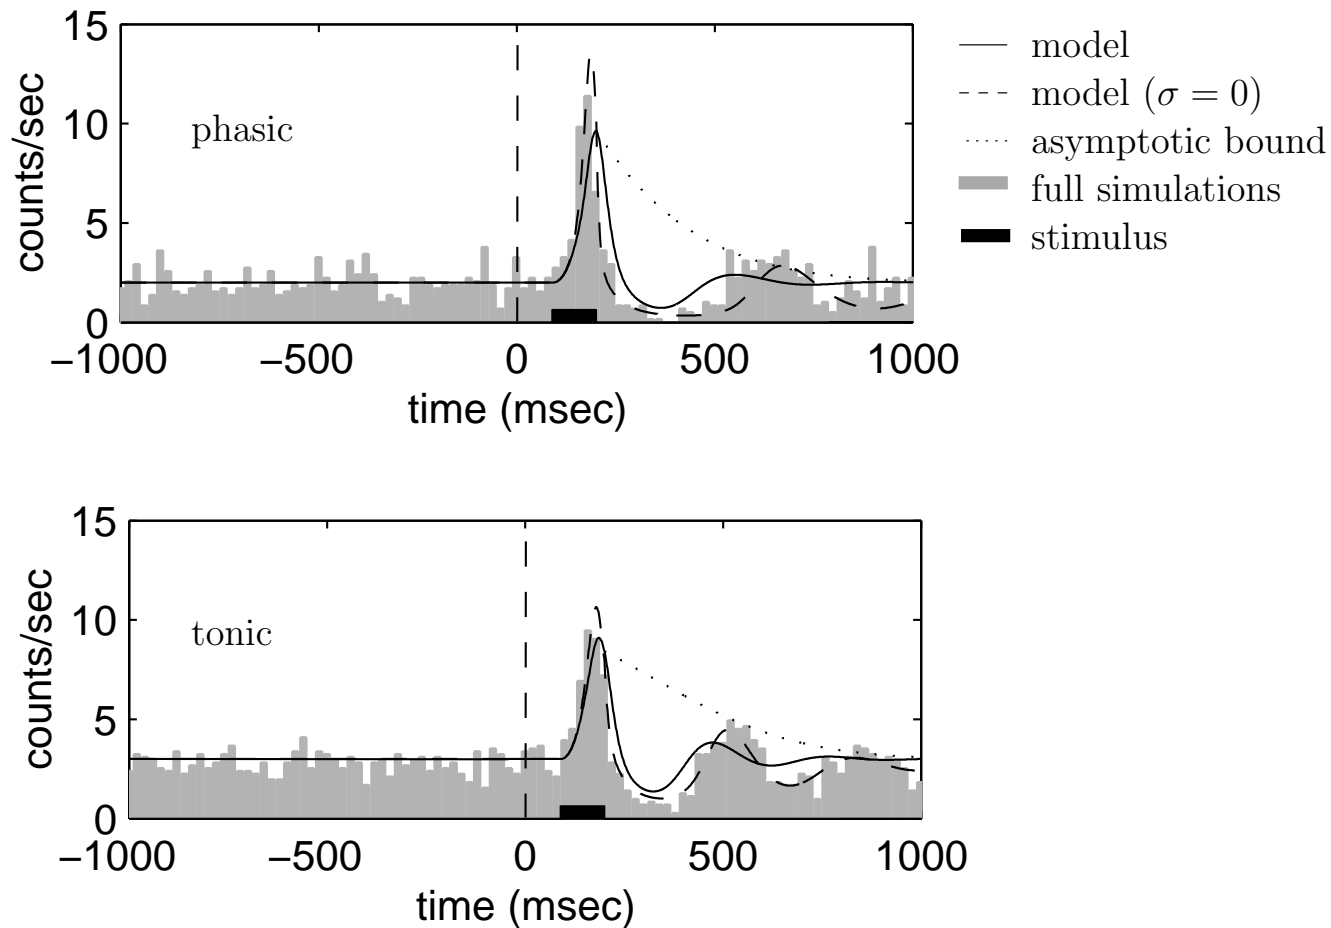 15
10
5
0
counts/sec
phasic
−1000
−500
0
500
1000
time (msec)
model
model (σ = 0)
asymptotic bound
full simulations
stimulus
15
10
5
0
counts/sec
tonic
−1000
−500
0
500
1000
time (msec)